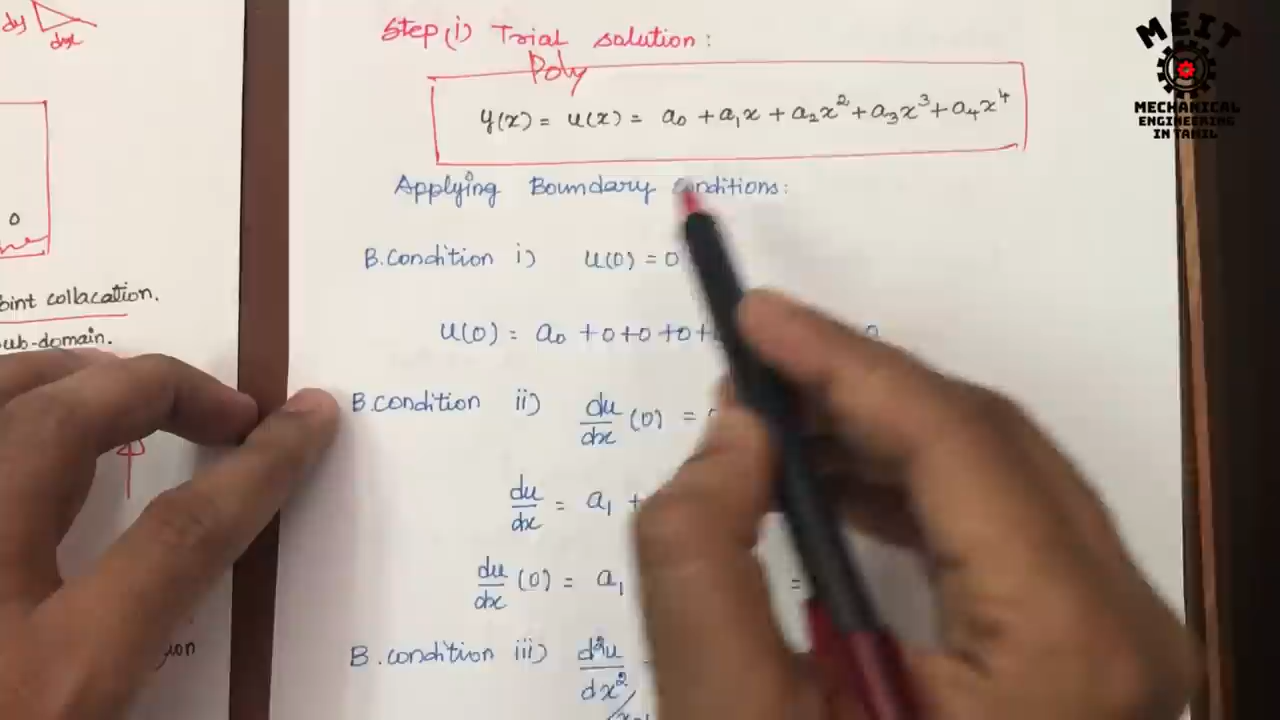 dy
dx
0
oint collacation.
ub-domain.
Step(i) Trial solution:
Poly
y(x) = u(x) = a₀ + a₁x + a₂x² + a₃x³ + a₄x⁴
Applying Boundary Conditions:
B.Condition i) u(0) = 0
u(0) = a₀ + 0 + 0 + 0 + 0
B.condition ii) du/dx (0) =
du/dx = a₁ +
du/dx (0) = a₁ =
B.condition iii) d²u/dx²
MEIT
MECHANICAL
ENGINEERING
IN TAMIL